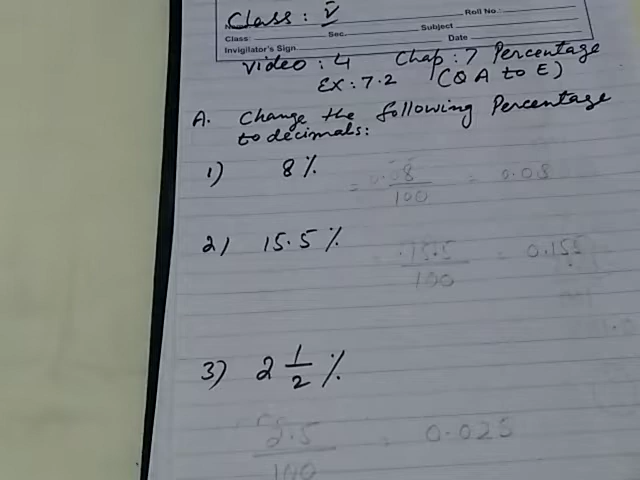 Roll No.
Class : V
Class Sec. Subject
Invigilator's Sign. Date
Video : 4 Chap : 7 Percentage
Ex : 7.2 (Q A to E)
A. Change the following Percentage
to decimals :
1) 8 % = 0.08/100 = 0.08
2) 15.5 % = 15.5/100 = 0.155
3) 2 1/2 %
2.5/100 = 0.025